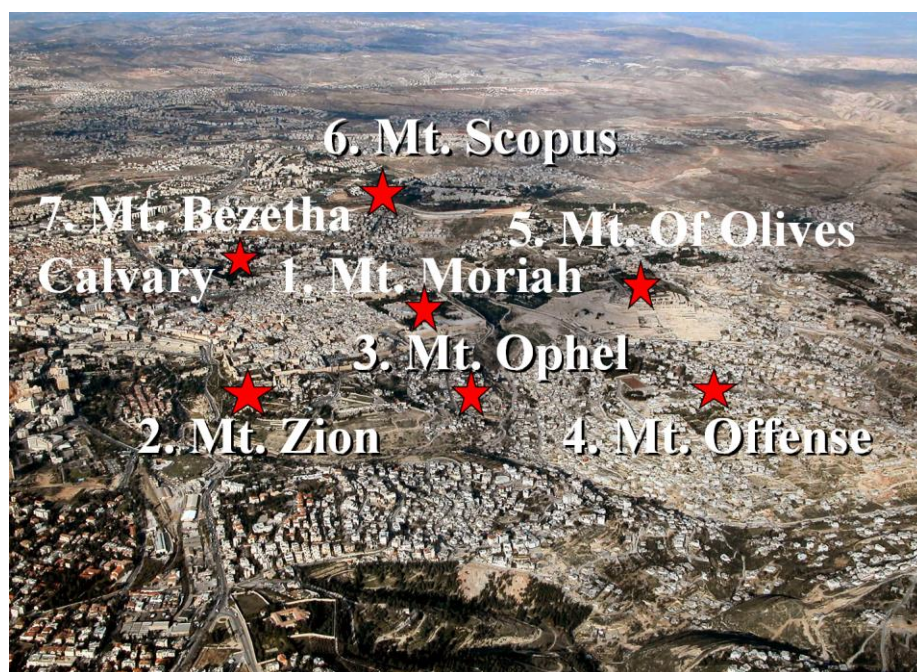 6. Mt. Scopus
7. Mt. Bezetha
Calvary
5. Mt. Of Olives
1. Mt. Moriah
3. Mt. Ophel
2. Mt. Zion
4. Mt. Offense